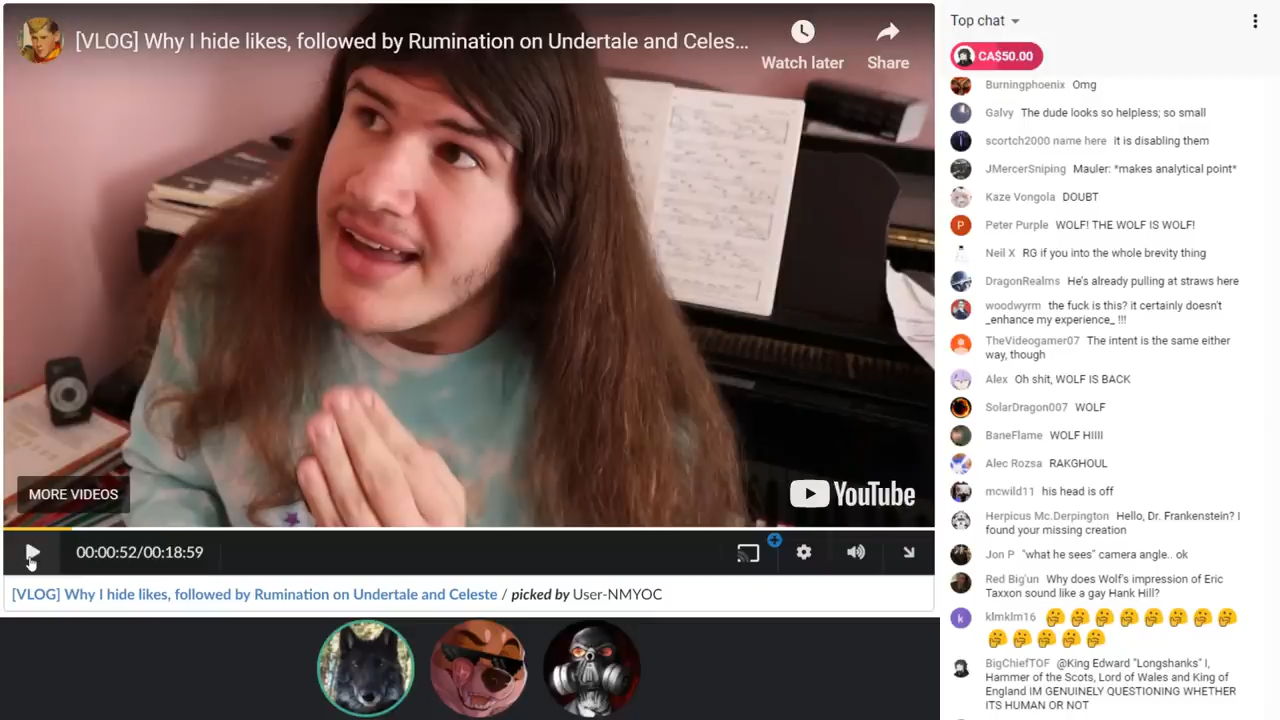 [VLOG] Why I hide likes, followed by Rumination on Undertale and Celes...
Watch later
Share
MORE VIDEOS
YouTube
00:00:52/00:18:59
[VLOG] Why I hide likes, followed by Rumination on Undertale and Celeste / picked by User-NMYOC
Top chat
CA$50.00
Burningphoenix Omg
Galvy The dude looks so helpless; so small
scortch2000 name here it is disabling them
JMercerSniping Mauler: *makes analytical point*
Kaze Vongola DOUBT
P
Peter Purple WOLF! THE WOLF IS WOLF!
Neil X RG if you into the whole brevity thing
DragonRealms He's already pulling at straws here
woodwyrm the fuck is this? it certainly doesn't
_enhance my experience_ !!!
TheVideogamer07 The intent is the same either
way, though
Alex Oh shit, WOLF IS BACK
SolarDragon007 WOLF
BaneFlame WOLF HIIII
Alec Rozsa RAKGHOUL
mcwild11 his head is off
Herpicus Mc.Derpington Hello, Dr. Frankenstein? I
found your missing creation
Jon P "what he sees" camera angle.. ok
Red Big'un Why does Wolf's impression of Eric
Taxxon sound like a gay Hank Hill?
k
klmklm16 🤔🤔🤔🤔🤔🤔🤔🤔
🤔🤔🤔🤔🤔
BigChiefTOF @King Edward "Longshanks" I,
Hammer of the Scots, Lord of Wales and King of
England IM GENUINELY QUESTIONING WHETHER
ITS HUMAN OR NOT